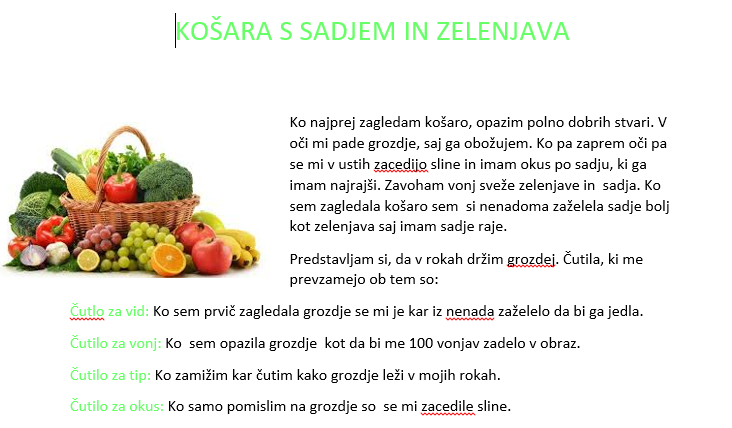 KOŠARA S SADJEM IN ZELENJAVA
Ko najprej zagledam košaro, opazim polno dobrih stvari. V
oči mi pade grozdje, saj ga obožujem. Ko pa zaprem oči pa
se mi v ustih zacedijo sline in imam okus po sadju, ki ga
imam najrajši. Zavoham vonj sveže zelenjave in  sadja. Ko
sem zagledala košaro sem  si nenadoma zaželela sadje bolj
kot zelenjava saj imam sadje raje.
Predstavljam si, da v rokah držim grozdej. Čutila, ki me
prevzamejo ob tem so:
Čutlo za vid: Ko sem prvič zagledala grozdje se mi je kar iz nenada zaželelo da bi ga jedla.
Čutilo za vonj: Ko  sem opazila grozdje  kot da bi me 100 vonjav zadelo v obraz.
Čutilo za tip: Ko zamižim kar čutim kako grozdje leži v mojih rokah.
Čutilo za okus: Ko samo pomislim na grozdje so  se mi zacedile sline.